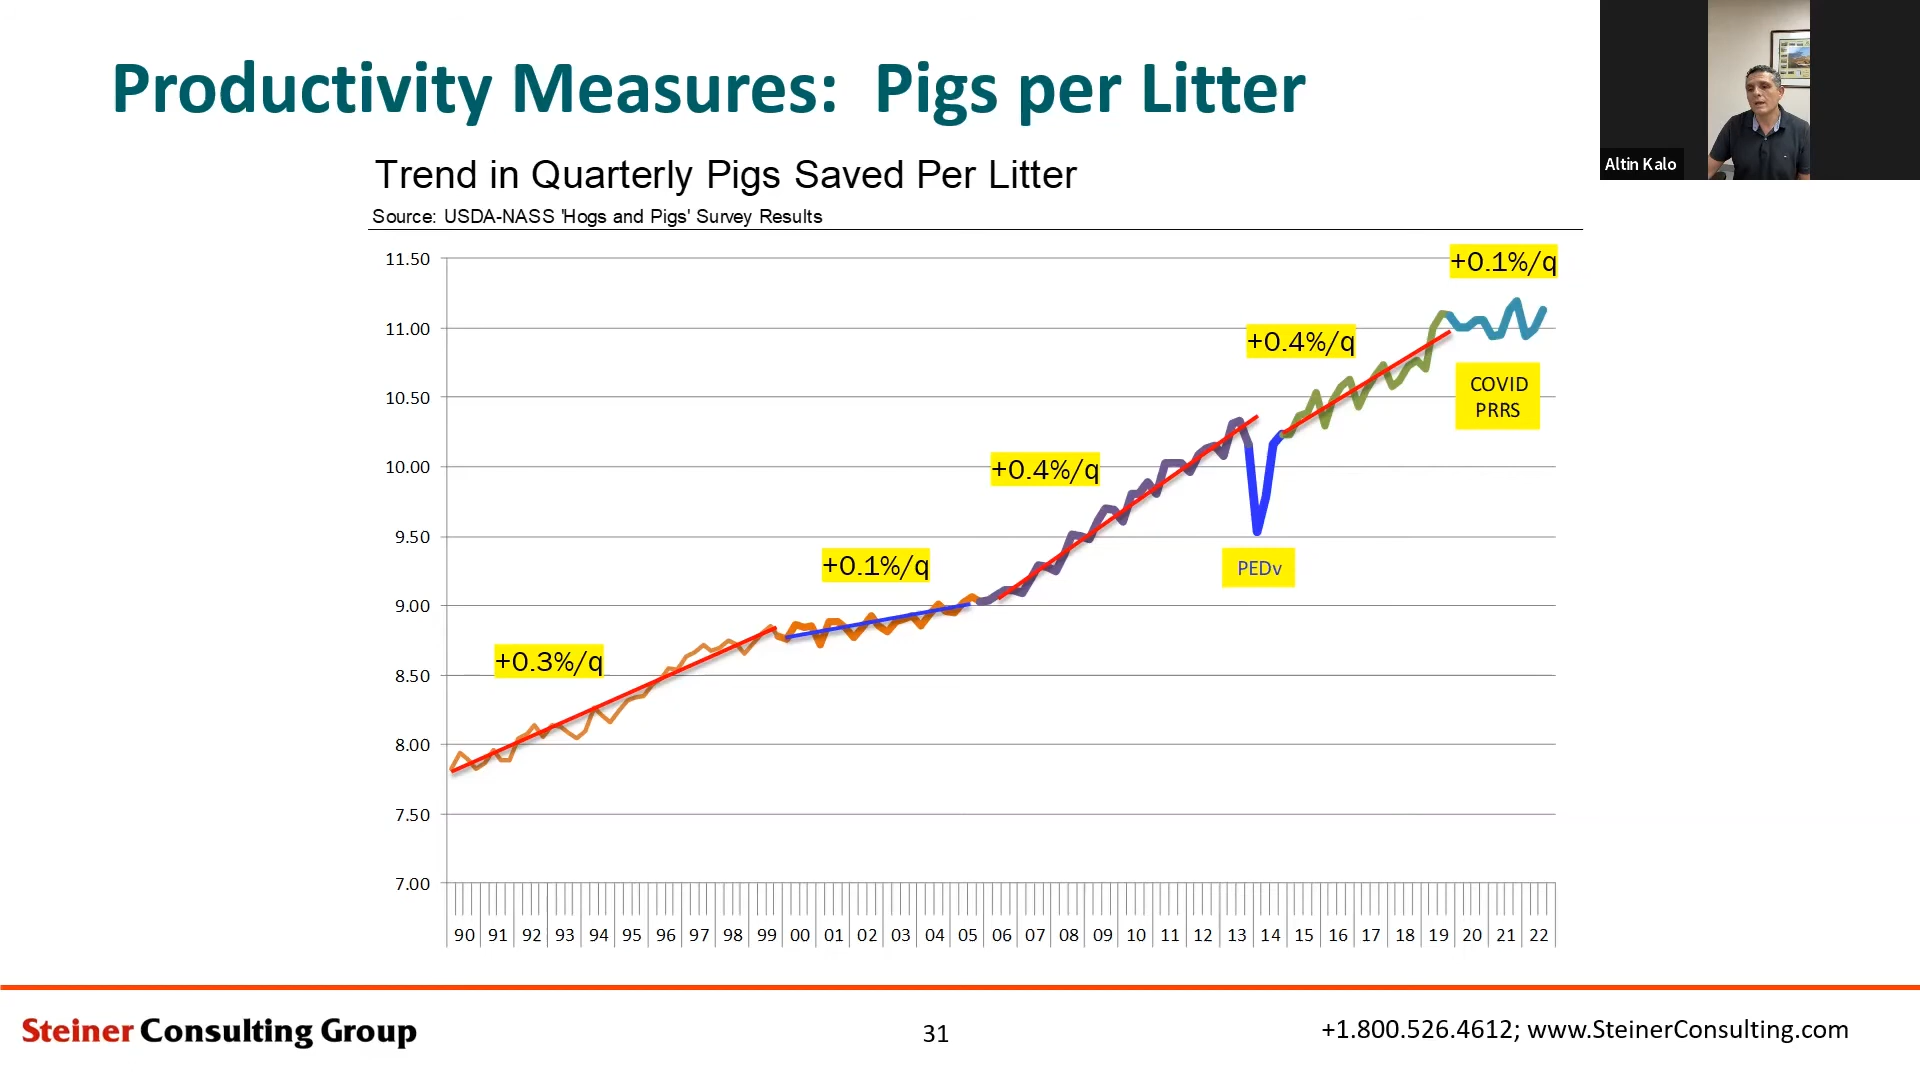 Productivity Measures: Pigs per Litter
Altin Kalo
Trend in Quarterly Pigs Saved Per Litter
Source: USDA-NASS 'Hogs and Pigs' Survey Results
11.50
11.00
10.50
10.00
9.50
9.00
8.50
8.00
7.50
7.00
+0.3%/q
+0.1%/q
+0.4%/q
PEDv
+0.4%/q
+0.1%/q
COVID
PRRS
90 91 92 93 94 95 96 97 98 99 00 01 02 03 04 05 06 07 08 09 10 11 12 13 14 15 16 17 18 19 20 21 22
Steiner Consulting Group
31
+1.800.526.4612; www.SteinerConsulting.com